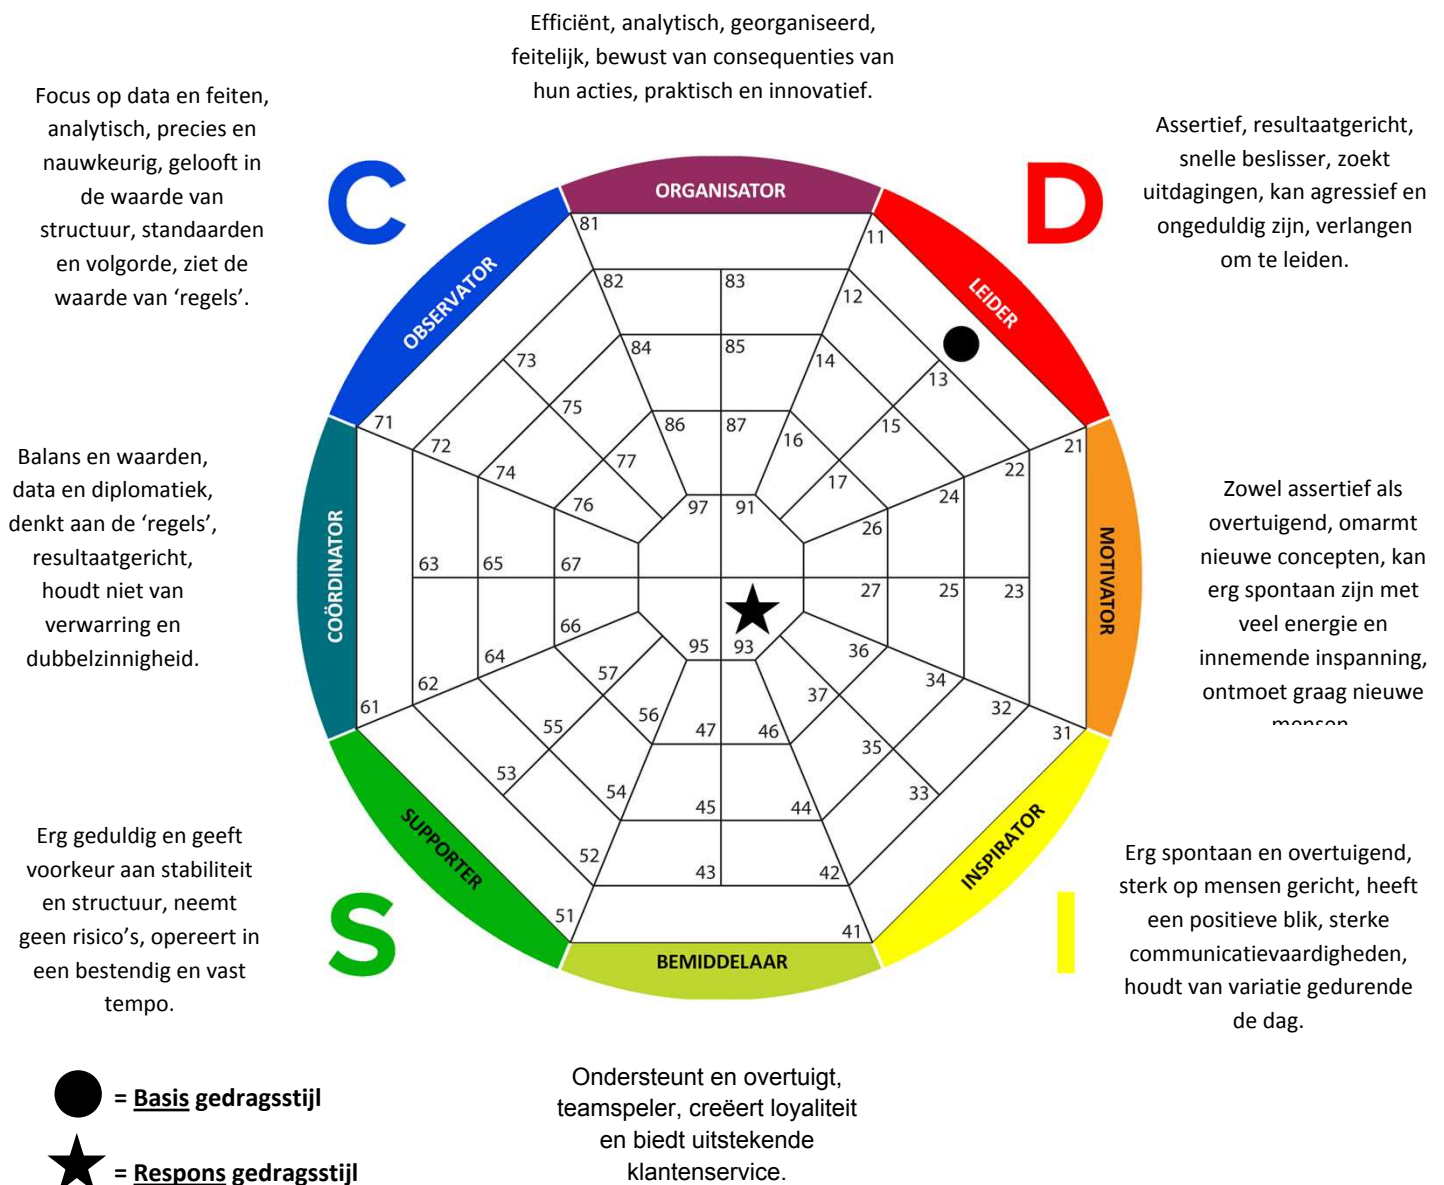 Efficiënt, analytisch, georganiseerd,
feitelijk, bewust van consequenties van
hun acties, praktisch en innovatief.
Focus op data en feiten,
analytisch, precies en
nauwkeurig, gelooft in
de waarde van
structuur, standaarden
en volgorde, ziet de
waarde van ‘regels’.
Assertief, resultaatgericht,
snelle beslisser, zoekt
uitdagingen, kan agressief en
ongeduldig zijn, verlangen
om te leiden.
C
D
ORGANISATOR
OBSERVATOR
LEIDER
81
11
82
83
12
84
85
14
73
13
75
15
86
87
16
71
72
21
22
77
17
74
24
76
26
97
91
Balans en waarden,
data en diplomatiek,
denkt aan de ‘regels’,
resultaatgericht,
houdt niet van
verwarring en
dubbelzinnigheid.
COÖRDINATOR
MOTIVATOR
Zowel assertief als
overtuigend, omarmt
nieuwe concepten, kan
erg spontaan zijn met
veel energie en
innemende inspanning,
ontmoet graag nieuwe
mensen
63
65
67
27
25
23
66
64
57
95
93
36
62
34
61
56
37
32
55
47
46
35
31
53
54
33
45
44
52
43
42
51
41
SUPPORTER
INSPIRATOR
BEMIDDELAAR
S
I
Erg geduldig en geeft
voorkeur aan stabiliteit
en structuur, neemt
geen risico’s, opereert in
een bestendig en vast
tempo.
Erg spontaan en overtuigend,
sterk op mensen gericht, heeft
een positieve blik, sterke
communicatievaardigheden,
houdt van variatie gedurende
de dag.
= Basis gedragsstijl
= Respons gedragsstijl
Ondersteunt en overtuigt,
teamspeler, creëert loyaliteit
en biedt uitstekende
klantenservice.